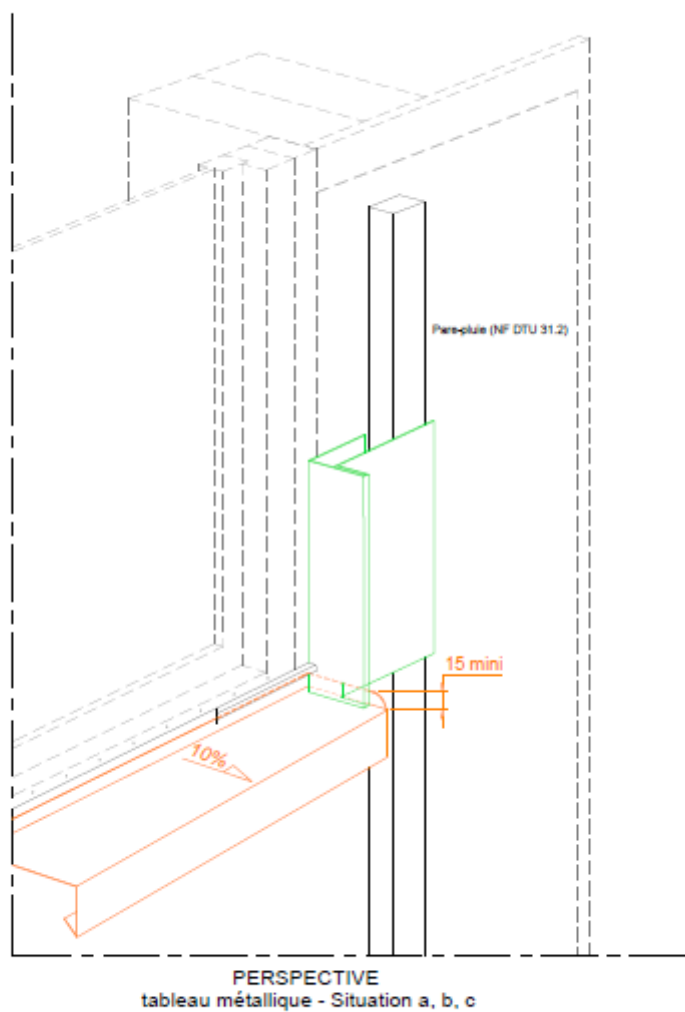 Pare-pluie (NF DTU 31.2)
15 mini
10%
PERSPECTIVE
tableau métallique - Situation a, b, c